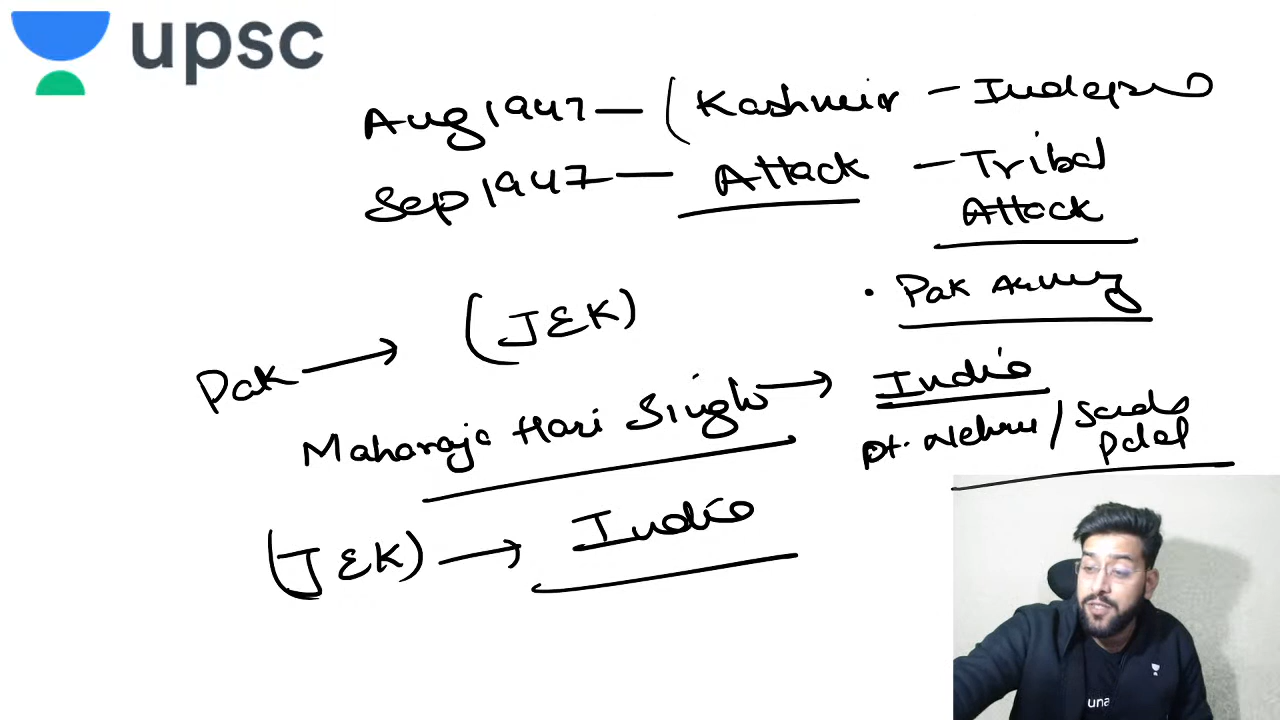 upsc
Aug 1947 — (Kashmir - Independ
Sep 1947 — Attack - Tribal
Attack
• Pak Army
(J&K)
Pak →
Maharaja Hari Singh → India
Pt. Nehru / Sardar
Patel
(J&K) → India
una